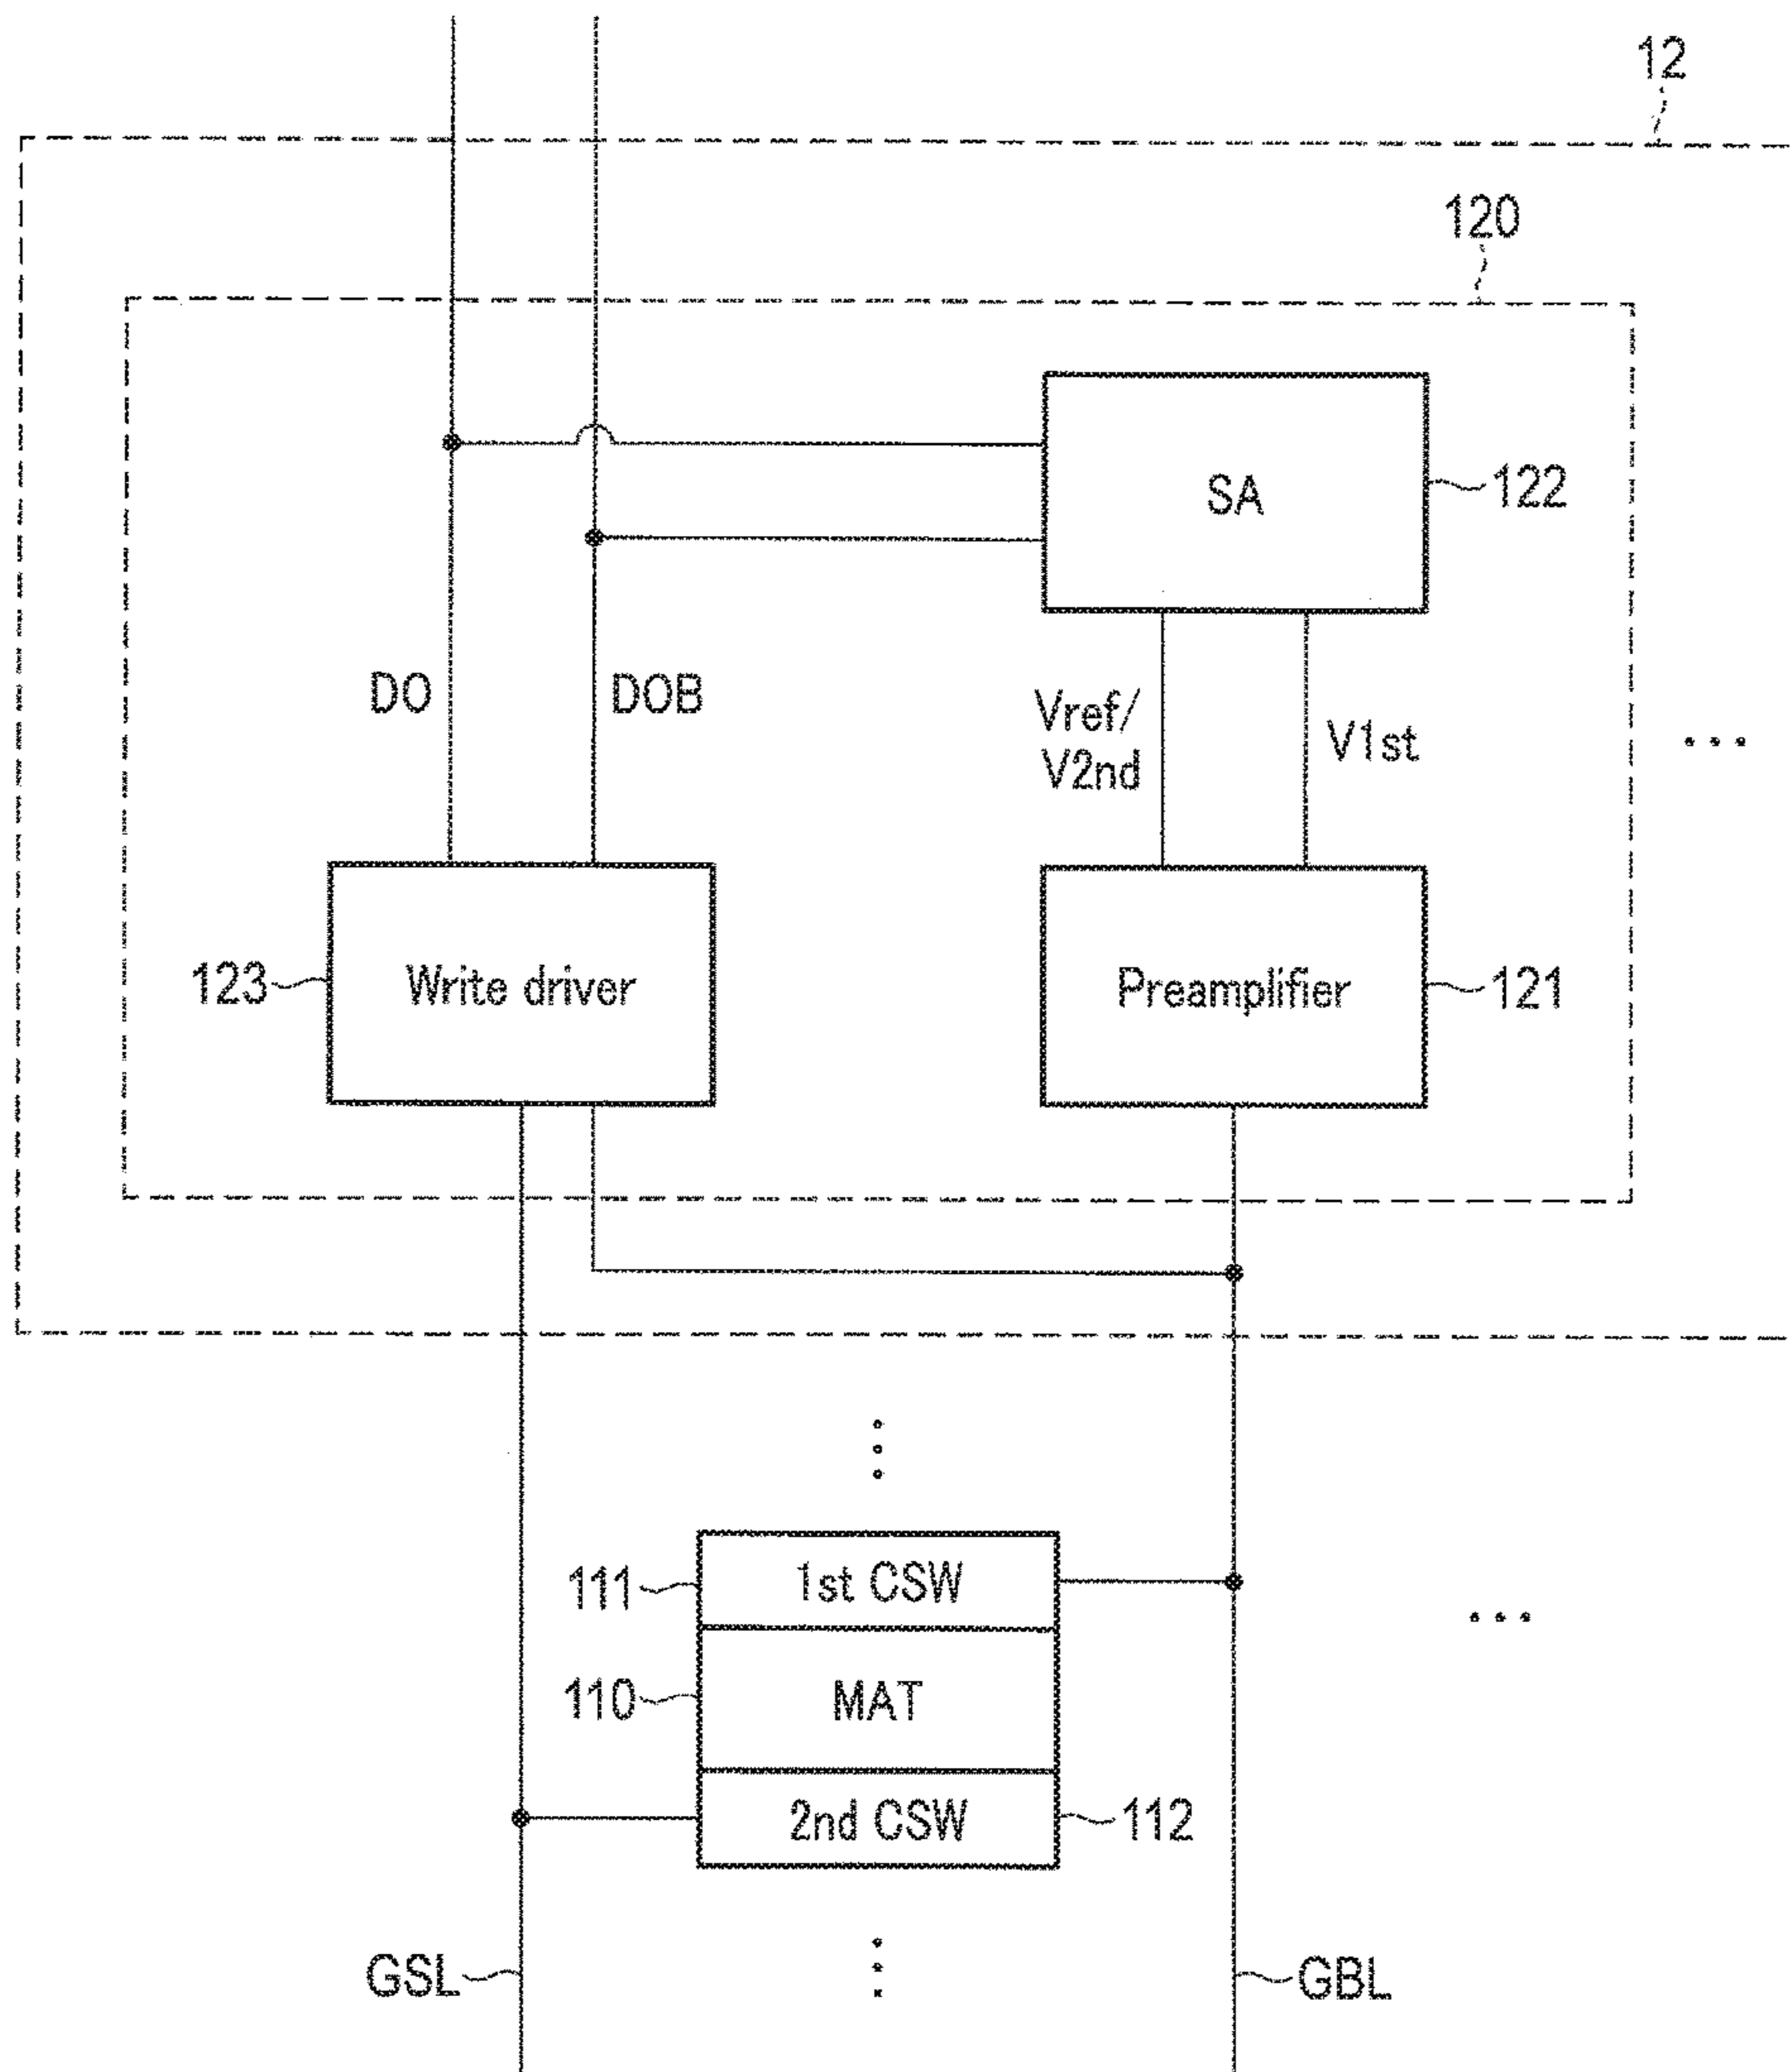 12
120
SA
122
DO
DOB
Vref/
V2nd
V1st
...
123
Write driver
Preamplifier
121
111
1st CSW
...
110
MAT
2nd CSW
112
GSL
GBL